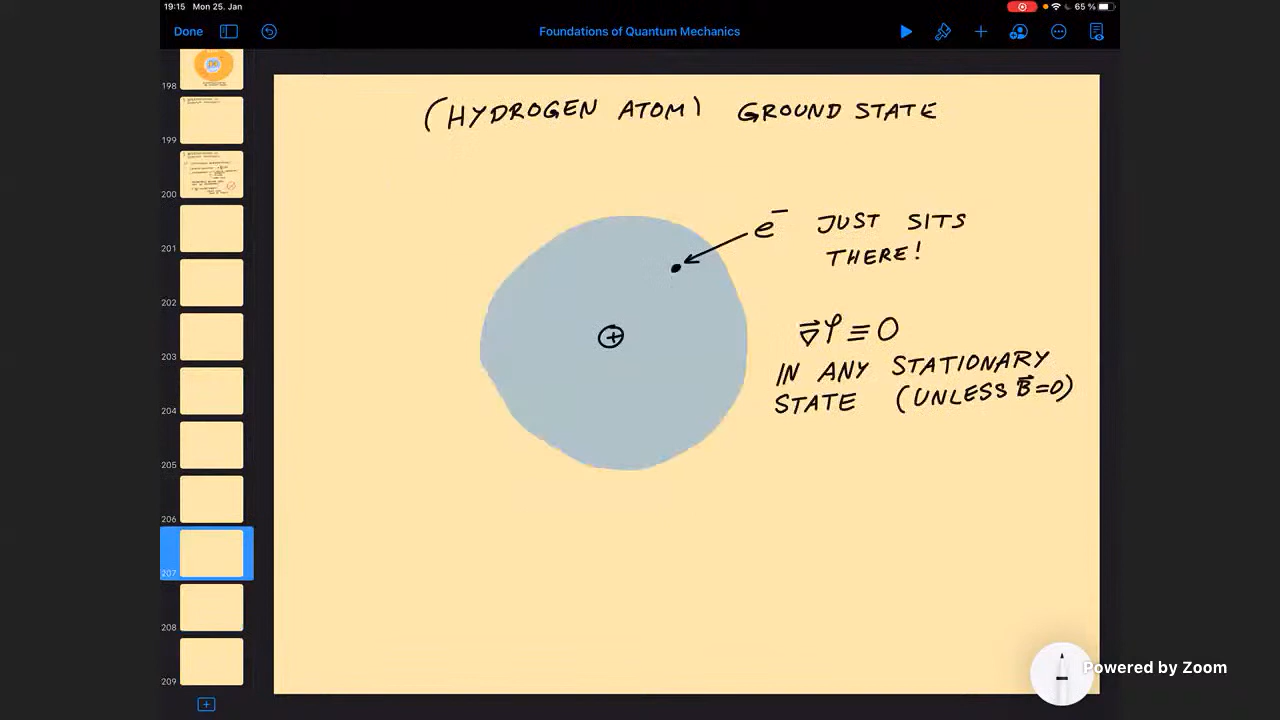 19:15 Mon 25. Jan
65 %
Done
Foundations of Quantum Mechanics
198
199
200
201
202
203
204
205
206
207
208
209
(HYDROGEN ATOM) GROUND STATE
e⁻ JUST SITS
THERE!
+
∇⃗φ ≡ 0
IN ANY STATIONARY
STATE (UNLESS B⃗=0)
Powered by Zoom